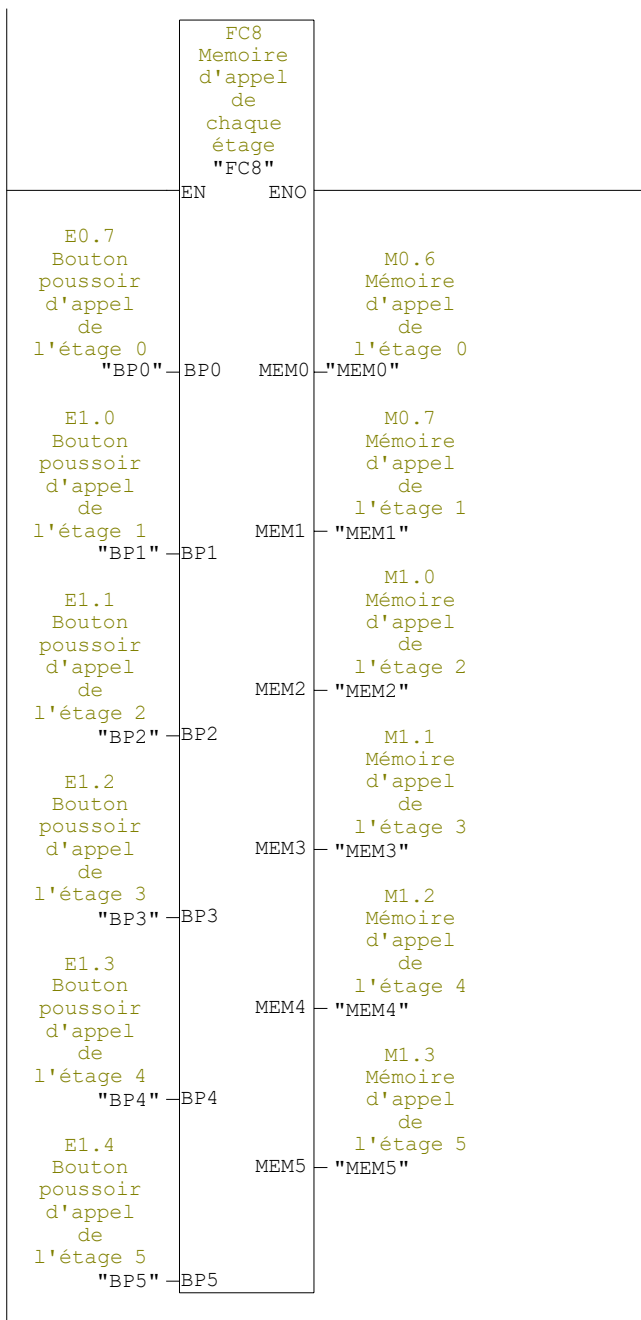 FC8
Memoire
d'appel
de
chaque
étage
"FC8"
EN ENO
E0.7
Bouton
poussoir
d'appel
de
l'étage 0
"BP0" BP0
M0.6
Mémoire
d'appel
de
l'étage 0
MEM0 "MEM0"
E1.0
Bouton
poussoir
d'appel
de
l'étage 1
"BP1" BP1
M0.7
Mémoire
d'appel
de
l'étage 1
MEM1 "MEM1"
E1.1
Bouton
poussoir
d'appel
de
l'étage 2
"BP2" BP2
M1.0
Mémoire
d'appel
de
l'étage 2
MEM2 "MEM2"
E1.2
Bouton
poussoir
d'appel
de
l'étage 3
"BP3" BP3
M1.1
Mémoire
d'appel
de
l'étage 3
MEM3 "MEM3"
E1.3
Bouton
poussoir
d'appel
de
l'étage 4
"BP4" BP4
M1.2
Mémoire
d'appel
de
l'étage 4
MEM4 "MEM4"
E1.4
Bouton
poussoir
d'appel
de
l'étage 5
"BP5" BP5
M1.3
Mémoire
d'appel
de
l'étage 5
MEM5 "MEM5"